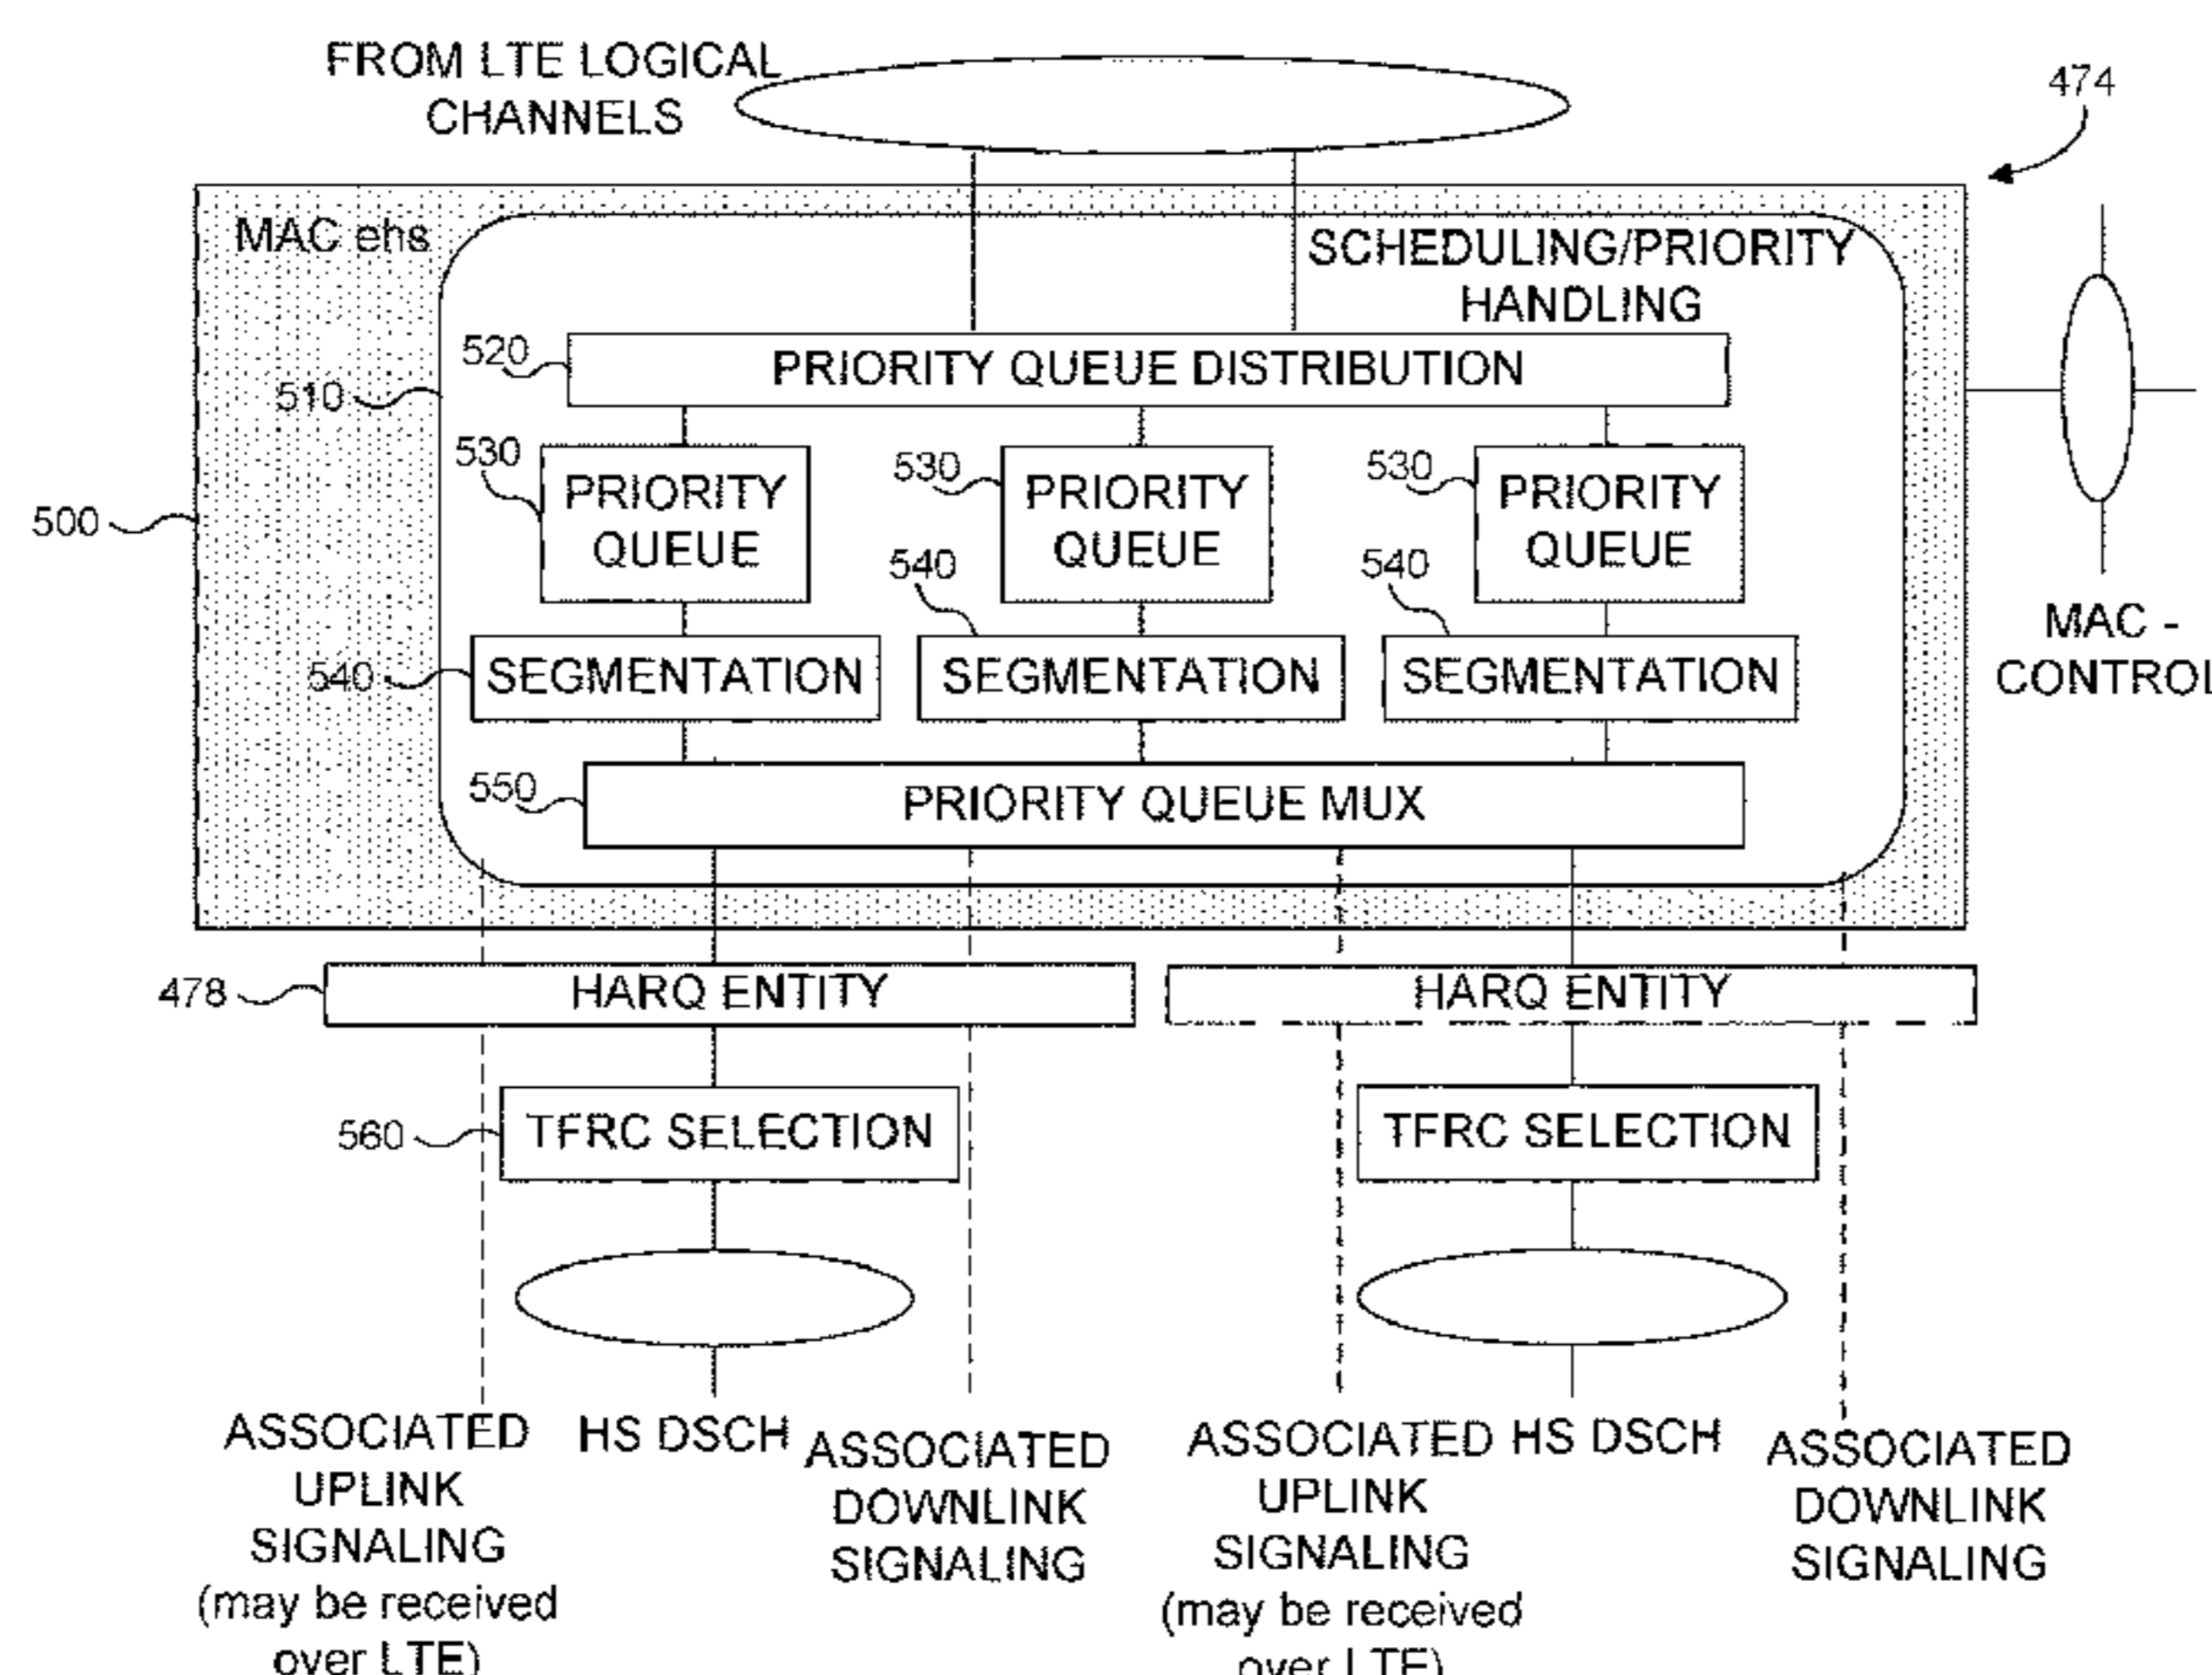 FROM LTE LOGICAL
CHANNELS
474
MAC ehs
SCHEDULING/PRIORITY
HANDLING
520
PRIORITY QUEUE DISTRIBUTION
510
530
PRIORITY
QUEUE
530
PRIORITY
QUEUE
530
PRIORITY
QUEUE
500
540
540
MAC -
CONTROL
540
SEGMENTATION
SEGMENTATION
SEGMENTATION
550
PRIORITY QUEUE MUX
478
HARQ ENTITY
HARQ ENTITY
560
TFRC SELECTION
TFRC SELECTION
ASSOCIATED
UPLINK
SIGNALING
(may be received
over LTE)
HS DSCH
ASSOCIATED
DOWNLINK
SIGNALING
ASSOCIATED
UPLINK
SIGNALING
(may be received
over LTE)
HS DSCH
ASSOCIATED
DOWNLINK
SIGNALING